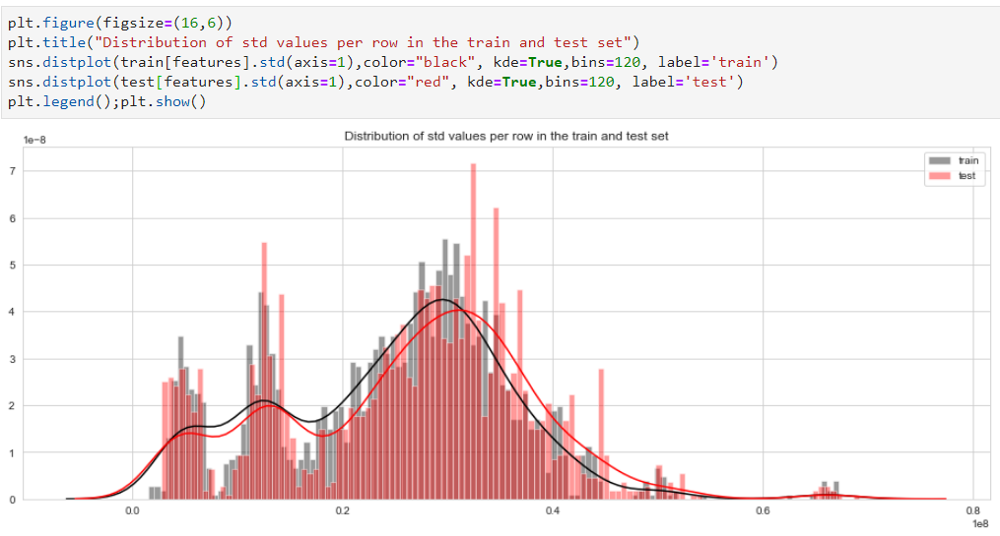 plt.figure(figsize=(16,6))
plt.title("Distribution of std values per row in the train and test set")
sns.distplot(train[features].std(axis=1),color="black", kde=True,bins=120, label='train')
sns.distplot(test[features].std(axis=1),color="red", kde=True,bins=120, label='test')
plt.legend();plt.show()
Distribution of std values per row in the train and test set
1e−8
train
test
7
6
5
4
3
2
1
0
0.0 0.2 0.4 0.6 0.8
1e8